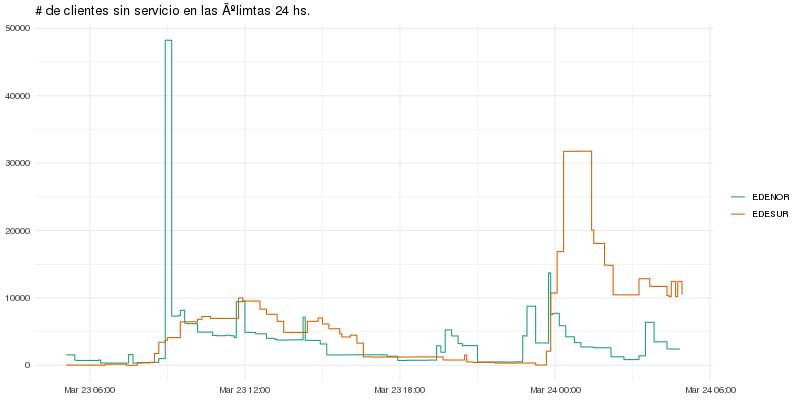 # de clientes sin servicio en las Ãºlimtas 24 hs.
50000
40000
30000
20000
10000
0
Mar 23 06:00
Mar 23 12:00
Mar 23 18:00
Mar 24 00:00
Mar 24 06:00
EDENOR
EDESUR